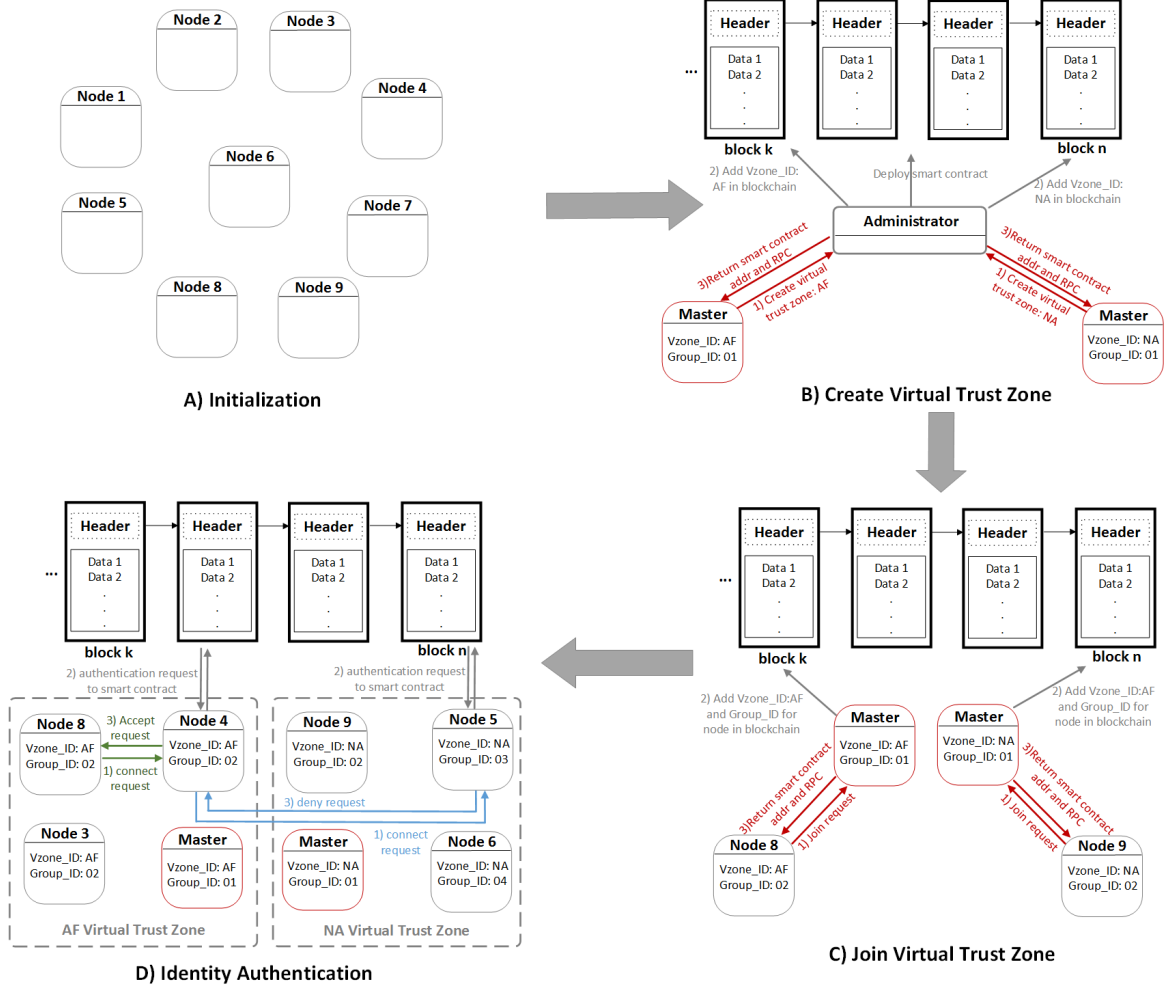 Node 2
Node 3
Node 1
Node 4
Node 6
Node 5
Node 7
Node 8
Node 9
A) Initialization
Header
Header
Header
Header
Data 1
Data 2
.
.
.
Data 1
Data 2
.
.
.
Data 1
Data 2
.
.
.
Data 1
Data 2
.
.
.
...
block k
block n
2) Add Vzone_ID:
AF in blockchain
Deploy smart contract
2) Add Vzone_ID:
NA in blockchain
Administrator
3)Return smart contract
addr and RPC
1) Create virtual
trust zone: AF
3)Return smart contract
addr and RPC
1) Create virtual
trust zone: NA
Master
Vzone_ID: AF
Group_ID: 01
Master
Vzone_ID: NA
Group_ID: 01
B) Create Virtual Trust Zone
Header
Header
Header
Header
Data 1
Data 2
.
.
.
Data 1
Data 2
.
.
.
Data 1
Data 2
.
.
.
Data 1
Data 2
.
.
.
...
block k
block n
2) Add Vzone_ID:AF
and Group_ID for
node in blockchain
2) Add Vzone_ID:AF
and Group_ID for
node in blockchain
Master
Vzone_ID: AF
Group_ID: 01
Master
Vzone_ID: NA
Group_ID: 01
3)Return smart contract
addr and RPC
1) Join request
3)Return smart contract
addr and RPC
1) Join request
Node 8
Vzone_ID: AF
Group_ID: 02
Node 9
Vzone_ID: NA
Group_ID: 02
C) Join Virtual Trust Zone
Header
Header
Header
Header
Data 1
Data 2
.
.
.
Data 1
Data 2
.
.
.
Data 1
Data 2
.
.
.
Data 1
Data 2
.
.
.
...
block k
block n
2) authentication request
to smart contract
2) authentication request
to smart contract
Node 8
Vzone_ID: AF
Group_ID: 02
3) Accept
request
1) connect
request
Node 4
Vzone_ID: AF
Group_ID: 02
Node 9
Vzone_ID: NA
Group_ID: 02
Node 5
Vzone_ID: NA
Group_ID: 03
3) deny request
1) connect
request
Node 3
Vzone_ID: AF
Group_ID: 02
Master
Vzone_ID: AF
Group_ID: 01
Master
Vzone_ID: NA
Group_ID: 01
Node 6
Vzone_ID: NA
Group_ID: 04
AF Virtual Trust Zone
NA Virtual Trust Zone
D) Identity Authentication